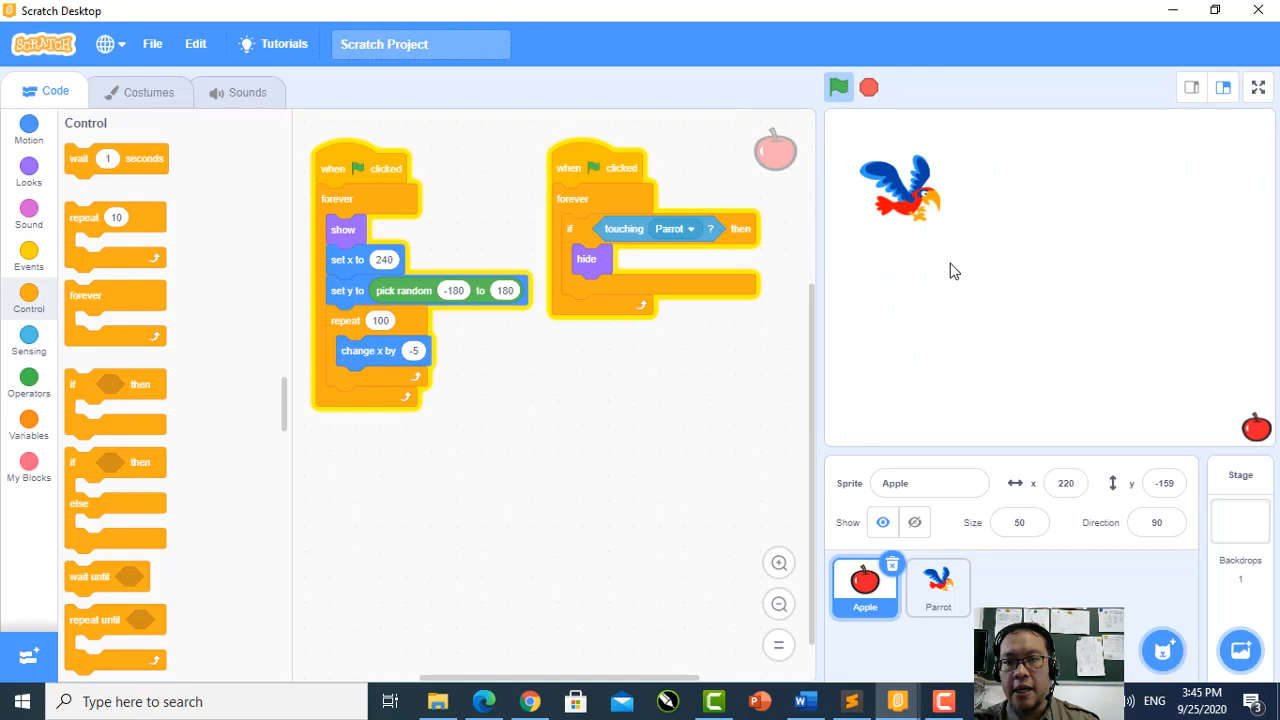 Scratch Desktop
SCRATCH File Edit Tutorials Scratch Project
Code Costumes Sounds
Motion
Looks
Sound
Events
Control
Sensing
Operators
Variables
My Blocks
Control
wait 1 seconds
repeat 10
forever
if then
if then
else
wait until
repeat until
when clicked
forever
show
set x to 240
set y to pick random -180 to 180
repeat 100
change x by -5
when clicked
forever
if touching Parrot ? then
hide
Sprite Apple x 220 y -159
Show Size 50 Direction 90
Apple Parrot
Stage
Backdrops
1
Type here to search
ENG
3:45 PM
9/25/2020
3